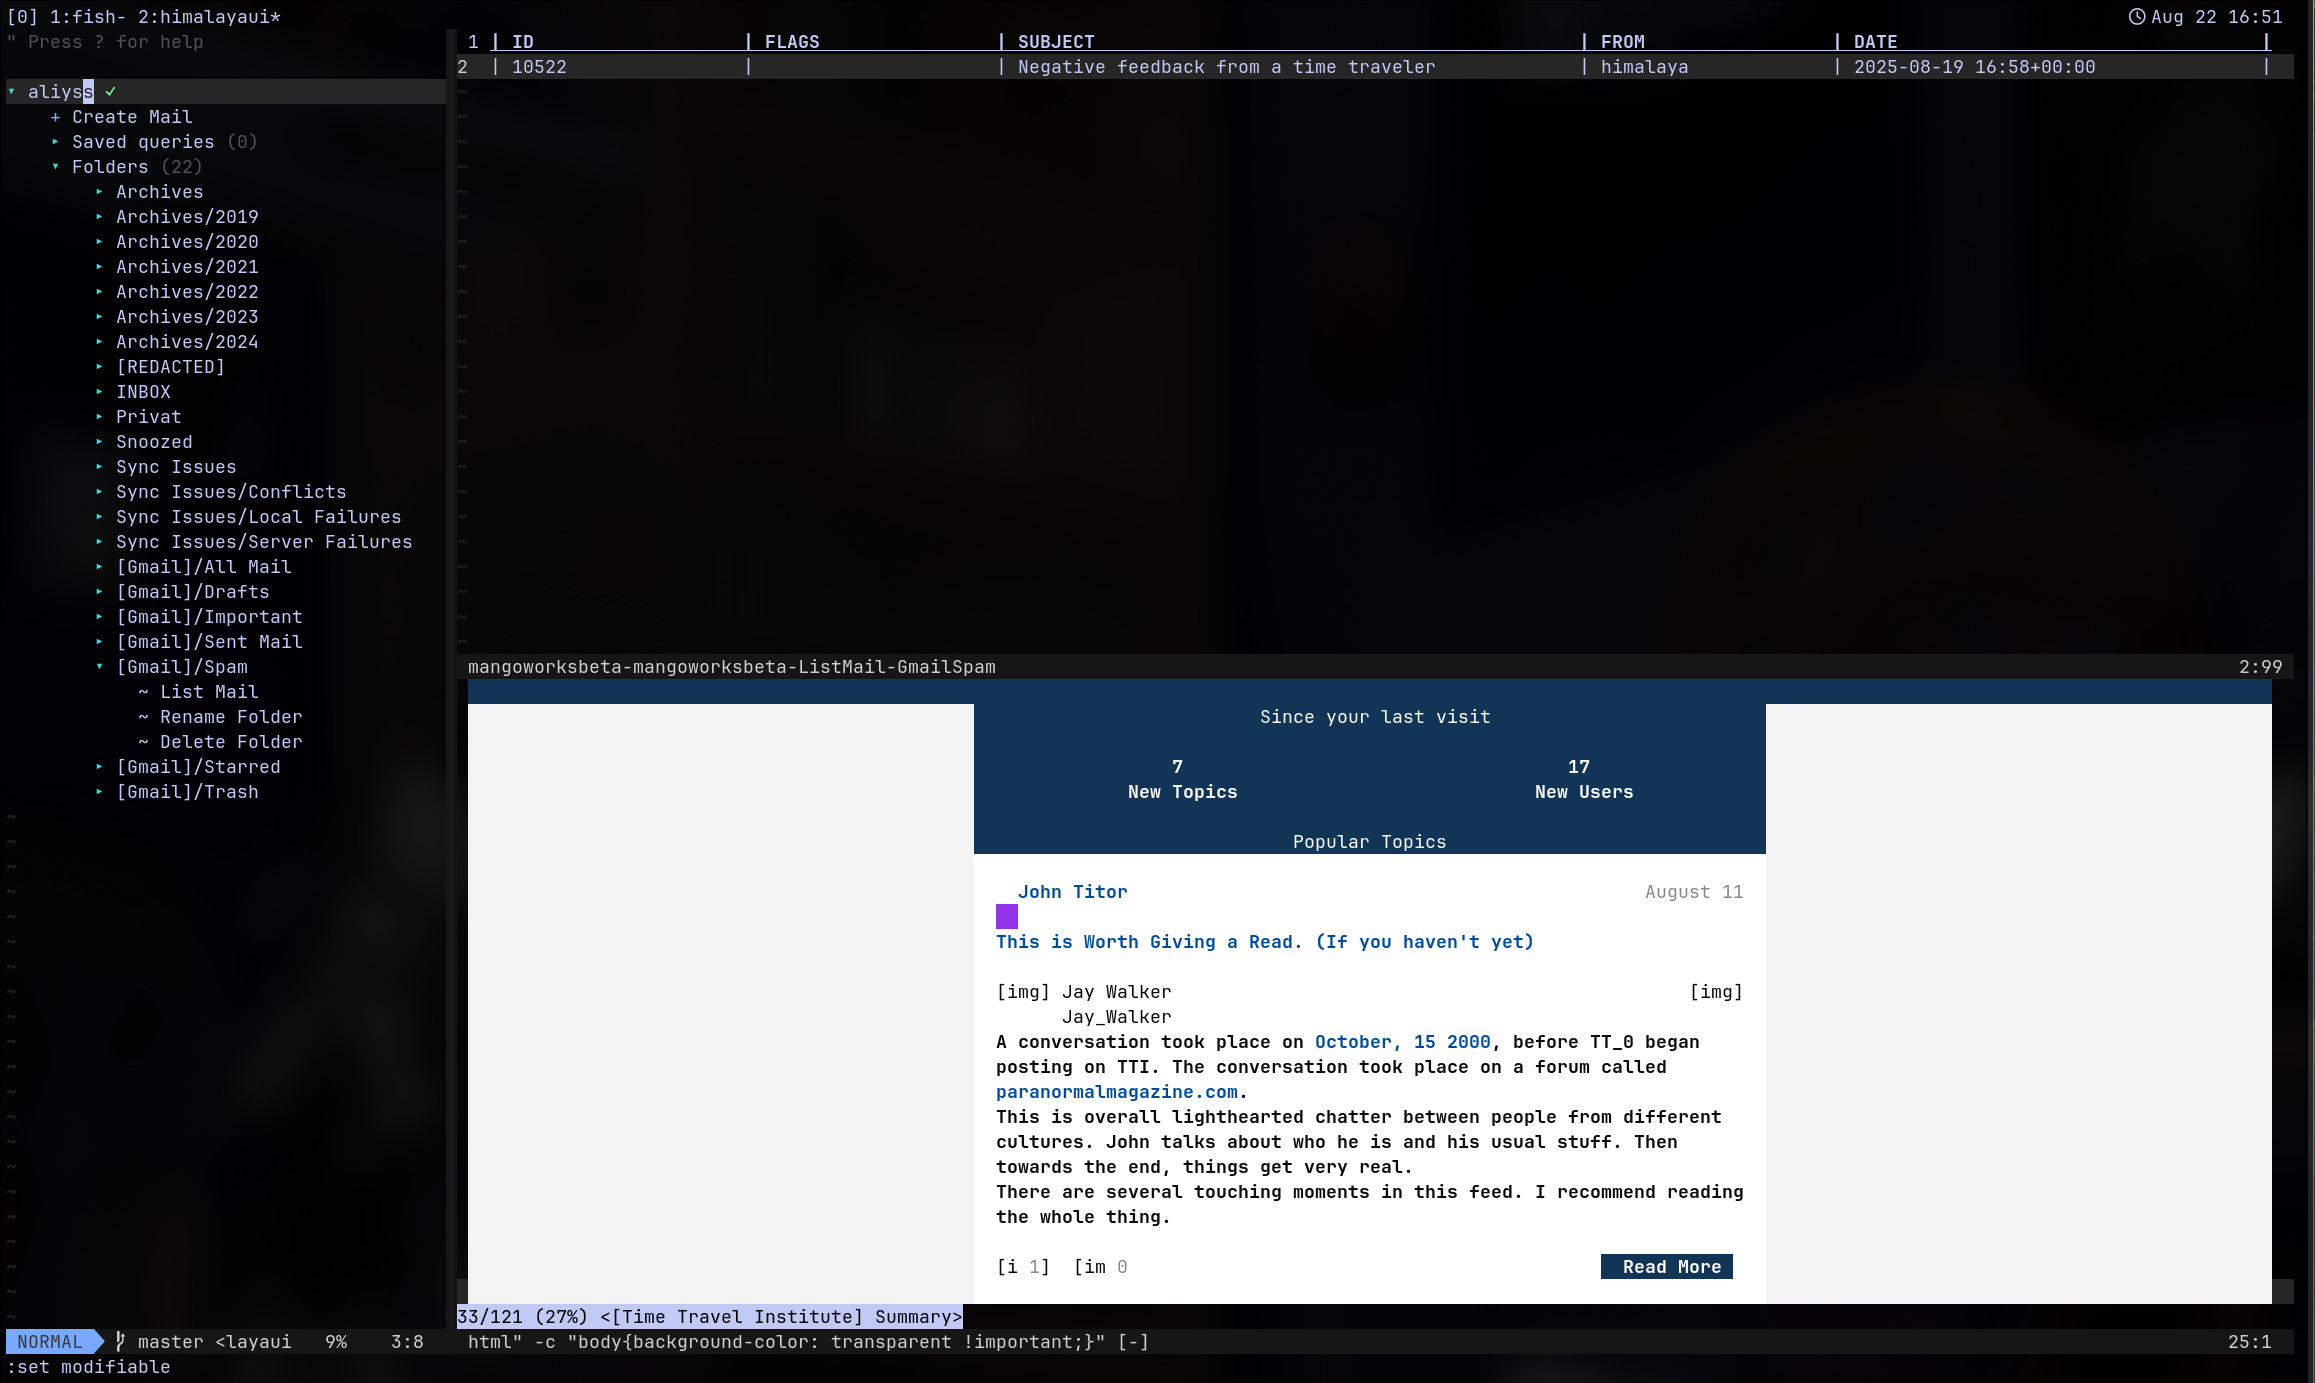 [0] 1:fish- 2:himalayaui*
Aug 22 16:51
" Press ? for help
▾ aliyss ✓
+ Create Mail
▸ Saved queries (0)
▾ Folders (22)
▸ Archives
▸ Archives/2019
▸ Archives/2020
▸ Archives/2021
▸ Archives/2022
▸ Archives/2023
▸ Archives/2024
▸ [REDACTED]
▸ INBOX
▸ Privat
▸ Snoozed
▸ Sync Issues
▸ Sync Issues/Conflicts
▸ Sync Issues/Local Failures
▸ Sync Issues/Server Failures
▸ [Gmail]/All Mail
▸ [Gmail]/Drafts
▸ [Gmail]/Important
▸ [Gmail]/Sent Mail
▾ [Gmail]/Spam
~ List Mail
~ Rename Folder
~ Delete Folder
▸ [Gmail]/Starred
▸ [Gmail]/Trash
1 | ID | FLAGS | SUBJECT | FROM | DATE |
2 | 10522 | | Negative feedback from a time traveler | himalaya | 2025-08-19 16:58+00:00 |
mangoworksbeta-mangoworksbeta-ListMail-GmailSpam 2:99
Since your last visit
7 17
New Topics New Users
Popular Topics
John Titor August 11
This is Worth Giving a Read. (If you haven't yet)
[img] Jay Walker [img]
Jay_Walker
A conversation took place on October, 15 2000, before TT_0 began
posting on TTI. The conversation took place on a forum called
paranormalmagazine.com.
This is overall lighthearted chatter between people from different
cultures. John talks about who he is and his usual stuff. Then
towards the end, things get very real.
There are several touching moments in this feed. I recommend reading
the whole thing.
[i 1] [im 0 Read More
33/121 (27%) <[Time Travel Institute] Summary>
NORMAL master <layaui 9% 3:8
html" -c "body{background-color: transparent !important;}" [-] 25:1
:set modifiable